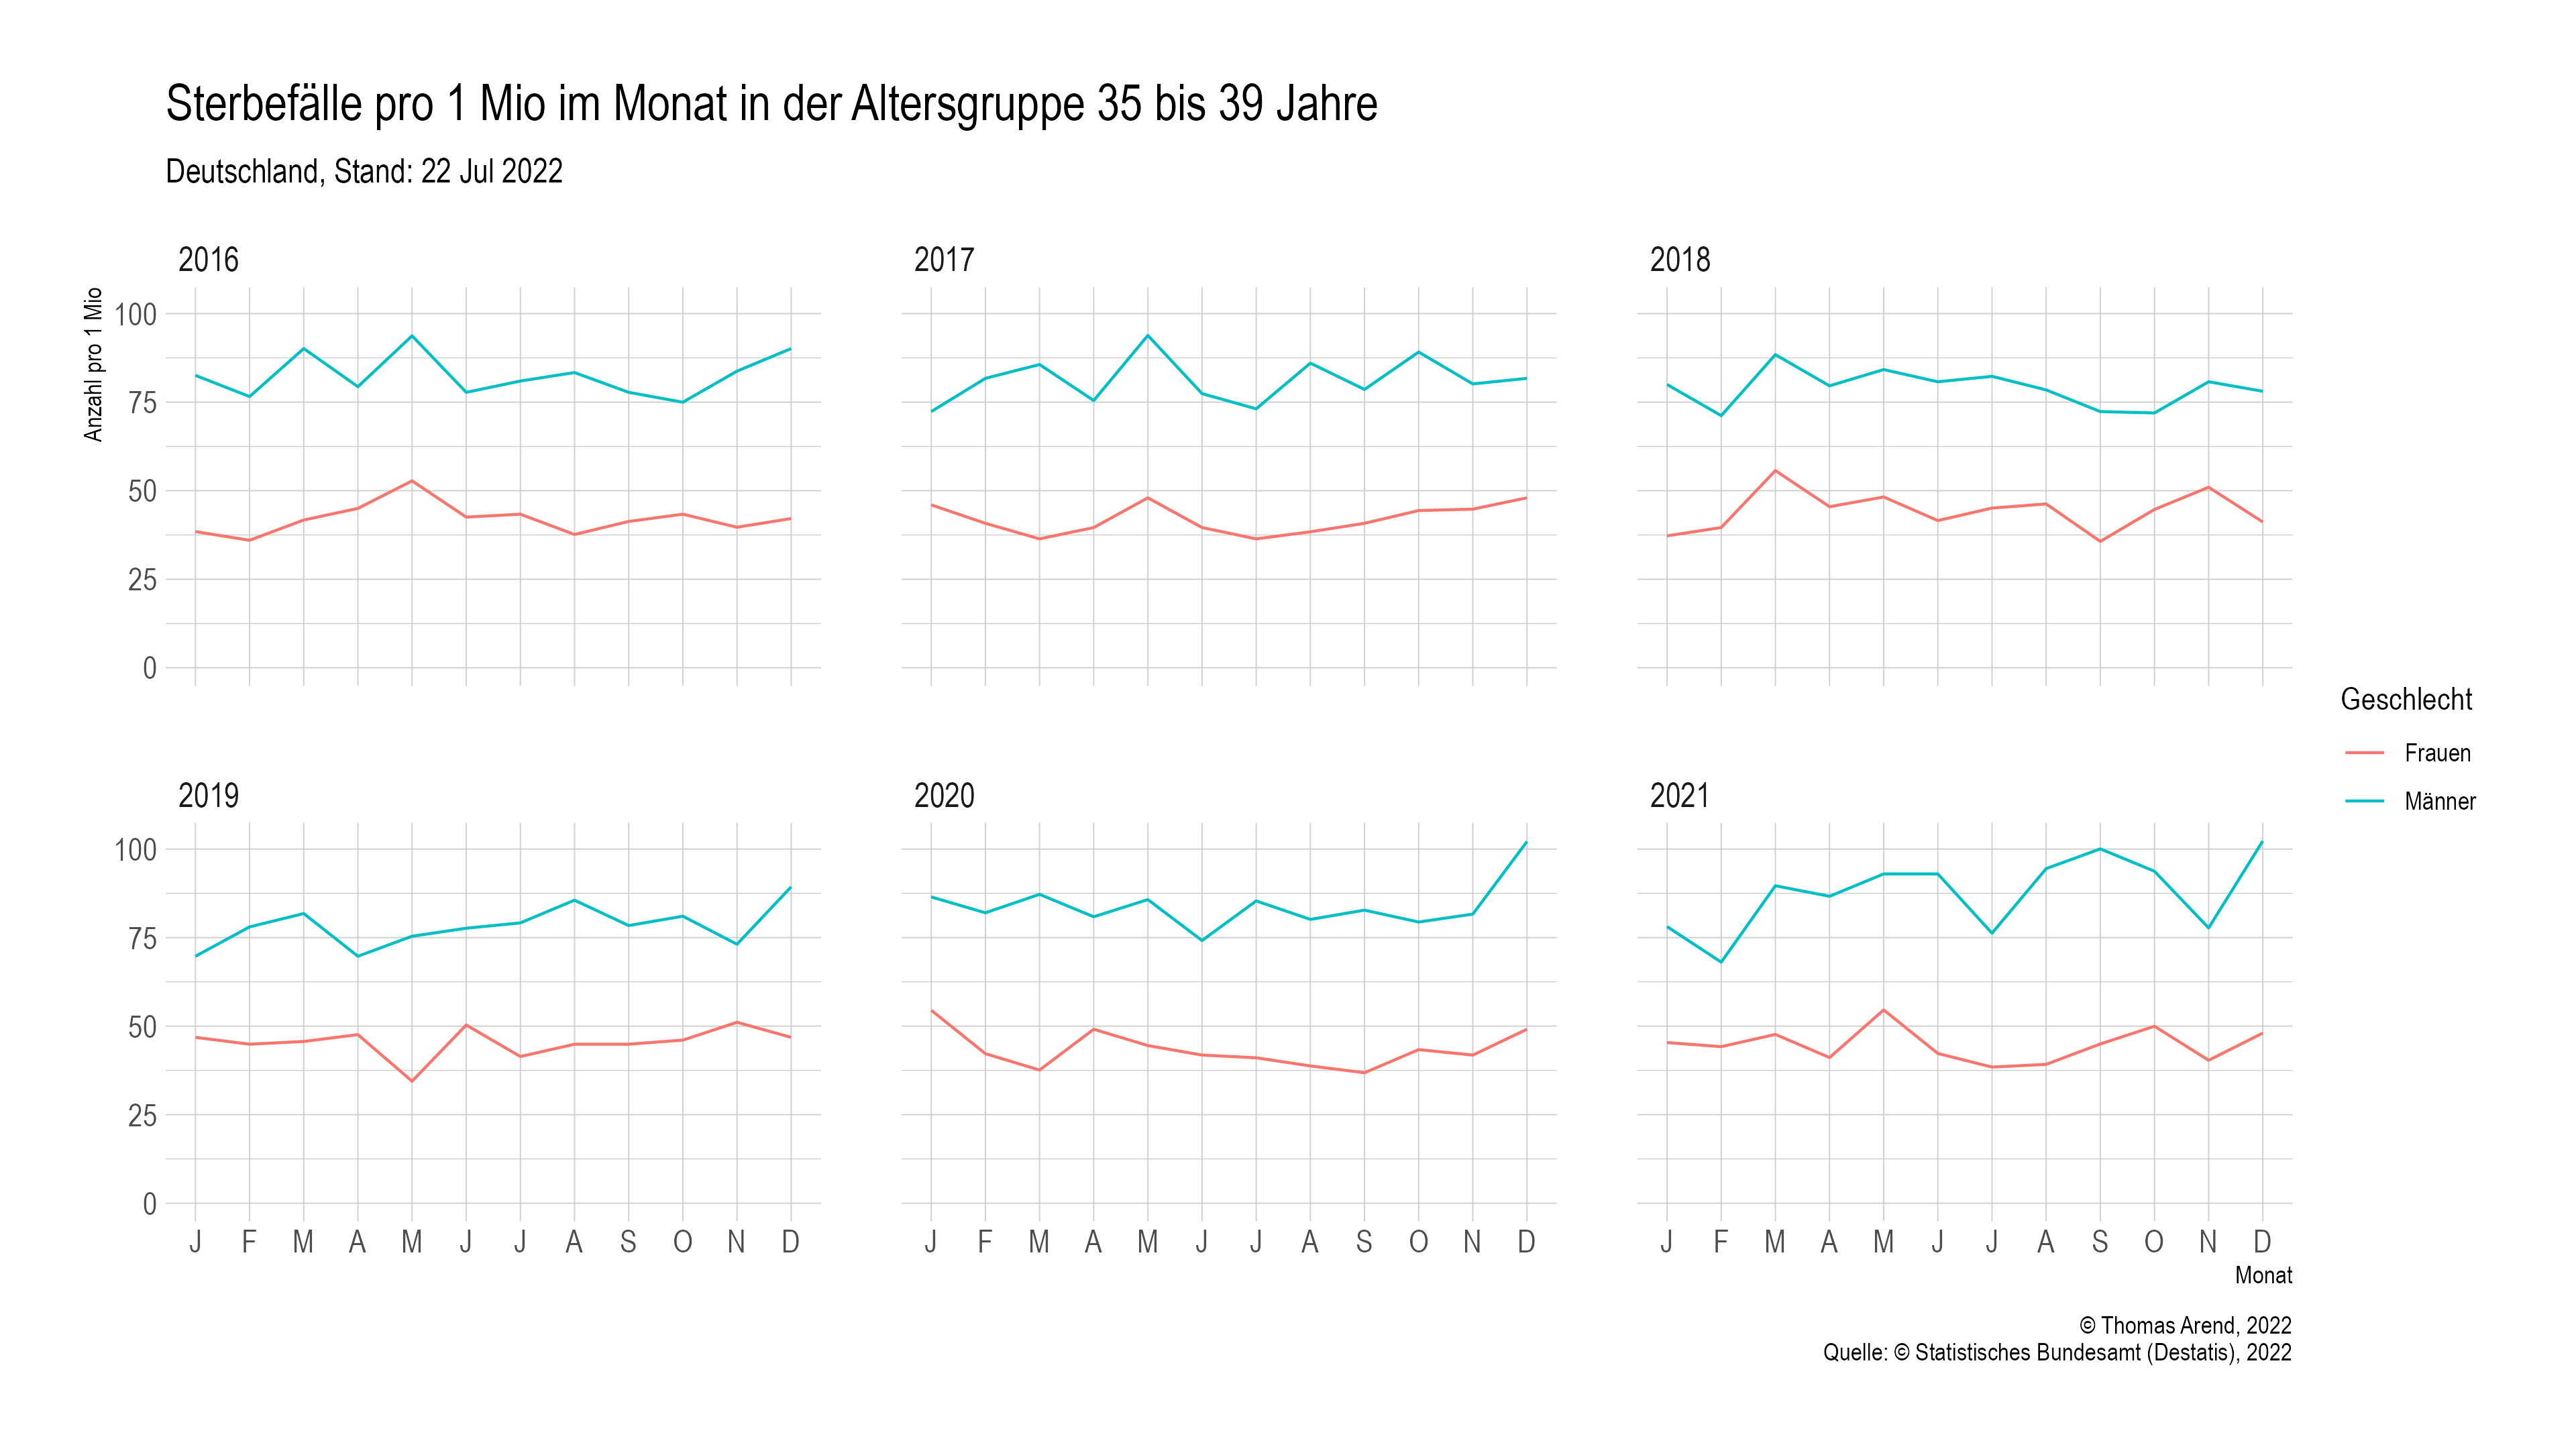 Sterbefälle pro 1 Mio im Monat in der Altersgruppe 35 bis 39 Jahre
Deutschland, Stand: 22 Jul 2022
2016
2017
2018
Anzahl pro 1 Mio
100
75
50
25
0
Geschlecht
Frauen
Männer
2019
2020
2021
100
75
50
25
0
J F M A M J J A S O N D
J F M A M J J A S O N D
J F M A M J J A S O N D
Monat
© Thomas Arend, 2022
Quelle: © Statistisches Bundesamt (Destatis), 2022